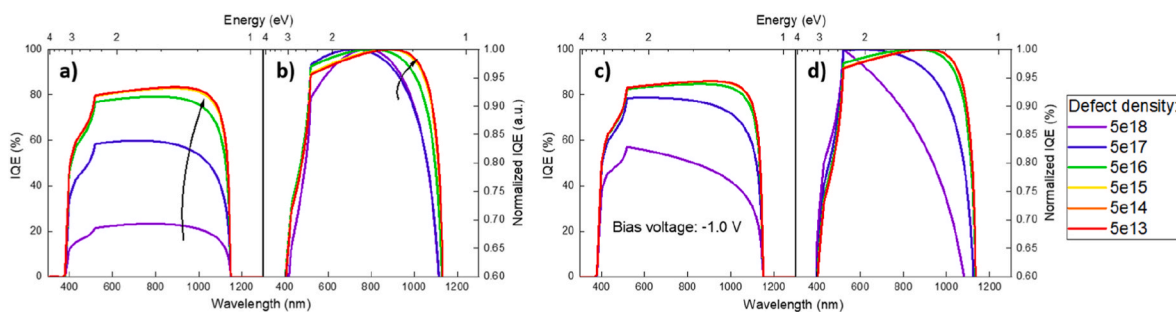 Energy (eV)
4 3 2 1
4 3 2 1
100
80
60
40
20
0
IQE (%)
a)
b)
1.00
0.95
0.90
0.85
0.80
0.75
0.70
0.65
0.60
Normalized IQE (a.u.)
400 600 800 1000 1200
400 600 800 1000 1200
Wavelength (nm)
Energy (eV)
4 3 2 1
4 3 2 1
100
80
60
40
20
0
IQE (%)
c)
d)
Bias voltage: -1.0 V
1.00
0.95
0.90
0.85
0.80
0.75
0.70
0.65
0.60
Normalized IQE (a.u.)
400 600 800 1000 1200
400 600 800 1000 1200
Wavelength (nm)
Defect density:
5e18
5e17
5e16
5e15
5e14
5e13